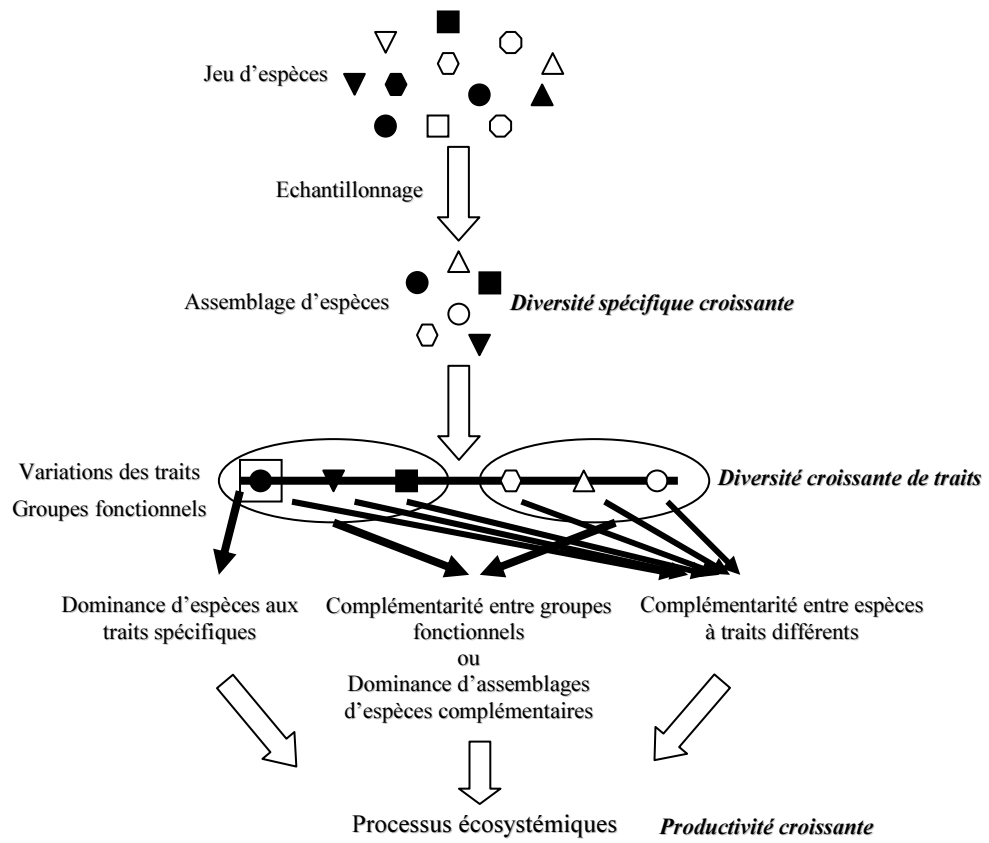 Jeu d'espèces
Echantillonnage
Assemblage d'espèces
Diversité spécifique croissante
Variations des traits
Groupes fonctionnels
Diversité croissante de traits
Dominance d'espèces aux
traits spécifiques
Complémentarité entre groupes
fonctionnels
ou
Dominance d'assemblages
d'espèces complémentaires
Complémentarité entre espèces
à traits différents
Processus écosystémiques
Productivité croissante